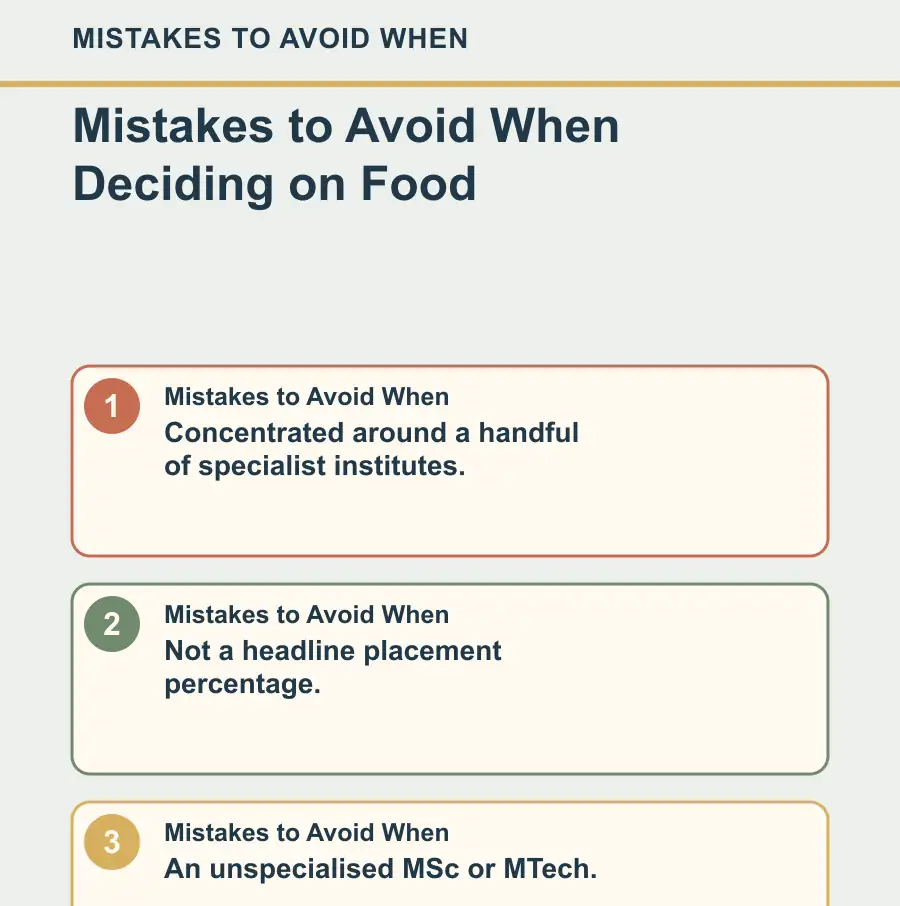 MISTAKES TO AVOID WHEN
Mistakes to Avoid When
Deciding on Food
1
Mistakes to Avoid When
Concentrated around a handful
of specialist institutes.
2
Mistakes to Avoid When
Not a headline placement
percentage.
3
Mistakes to Avoid When
An unspecialised MSc or MTech.